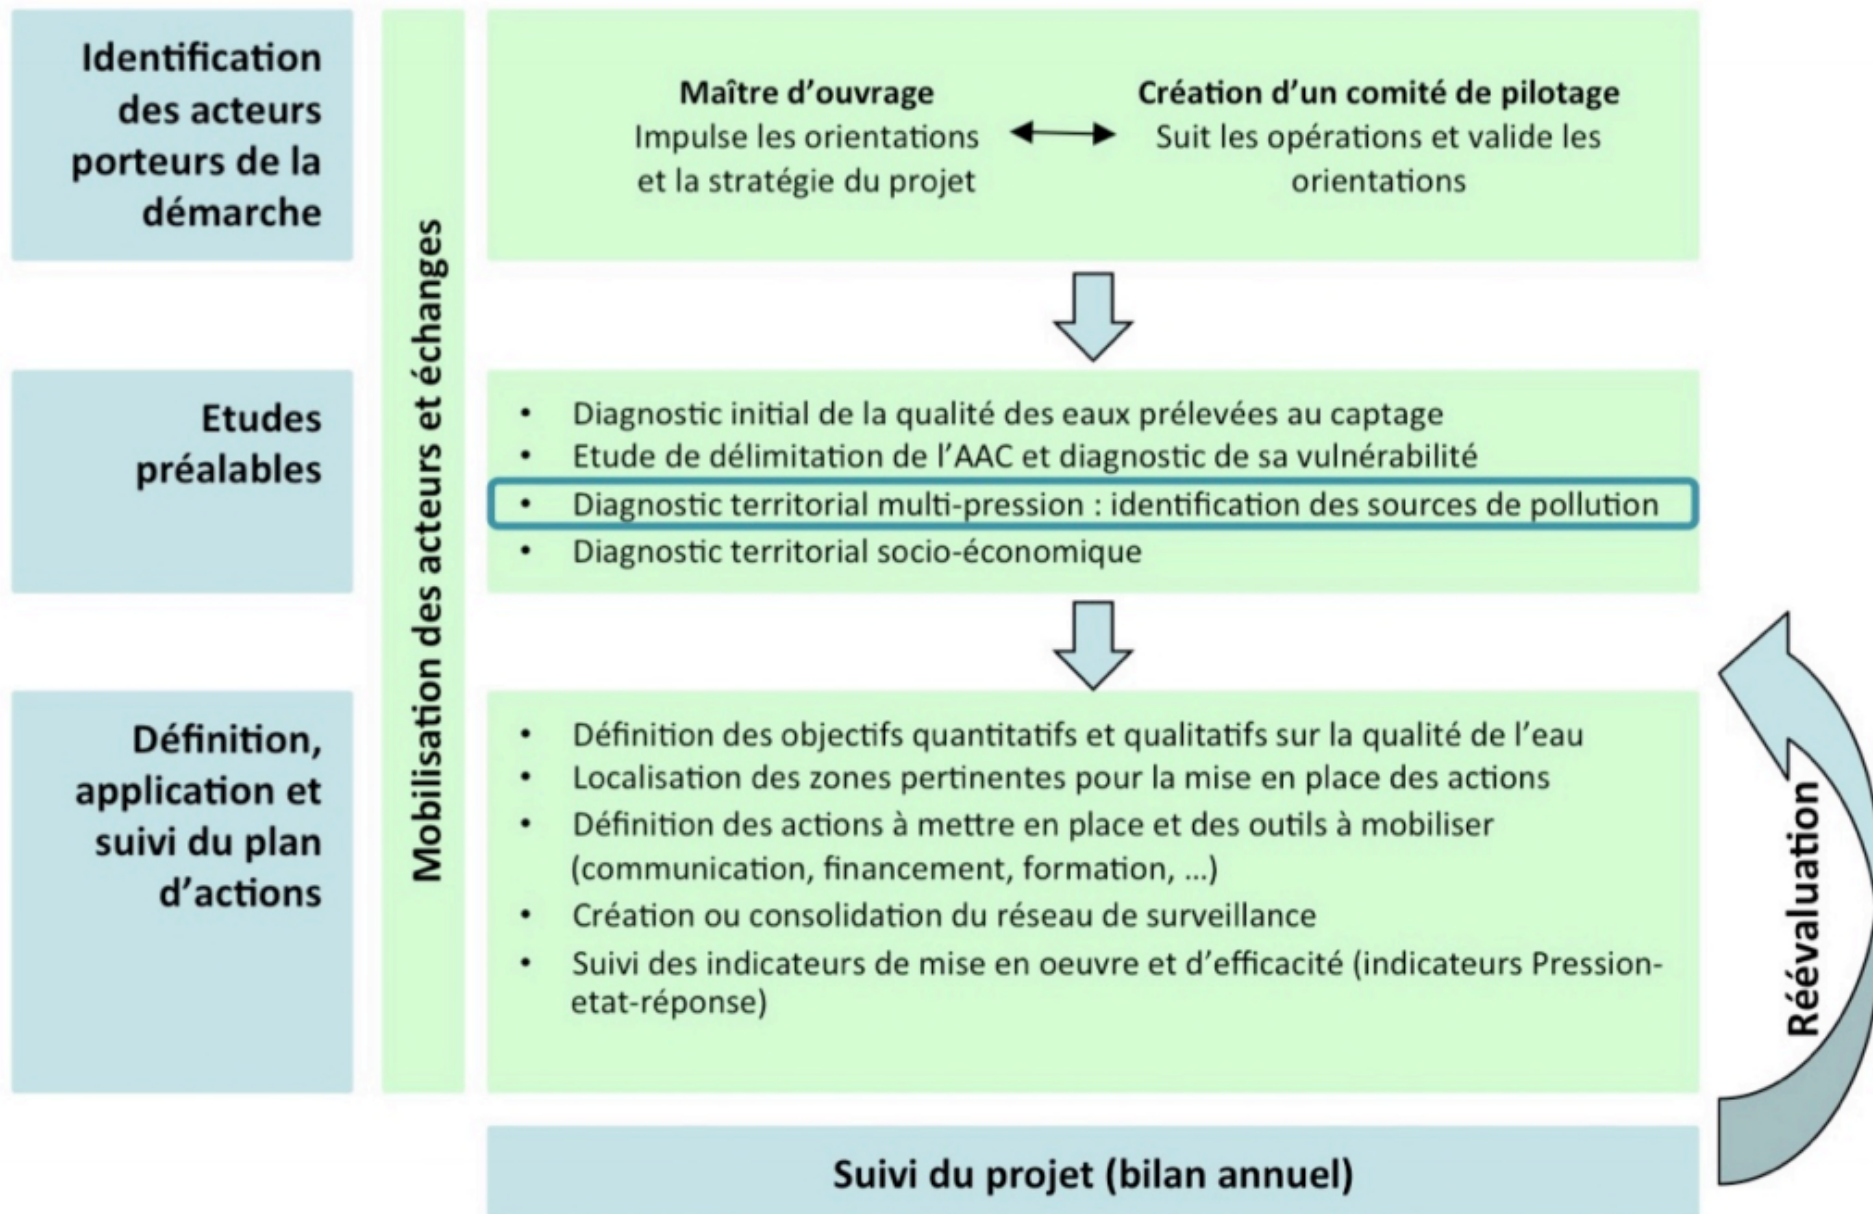 Identification
des acteurs
porteurs de la
démarche
Mobilisation des acteurs et échanges
Maître d'ouvrage
Impulse les orientations
et la stratégie du projet
Création d'un comité de pilotage
Suit les opérations et valide les
orientations
Etudes
préalables
• Diagnostic initial de la qualité des eaux prélevées au captage
• Etude de délimitation de l'AAC et diagnostic de sa vulnérabilité
• Diagnostic territorial multi-pression : identification des sources de pollution
• Diagnostic territorial socio-économique
Définition,
application et
suivi du plan
d'actions
• Définition des objectifs quantitatifs et qualitatifs sur la qualité de l'eau
• Localisation des zones pertinentes pour la mise en place des actions
• Définition des actions à mettre en place et des outils à mobiliser
(communication, financement, formation, ...)
• Création ou consolidation du réseau de surveillance
• Suivi des indicateurs de mise en oeuvre et d'efficacité (indicateurs Pression-
etat-réponse)
Réévaluation
Suivi du projet (bilan annuel)